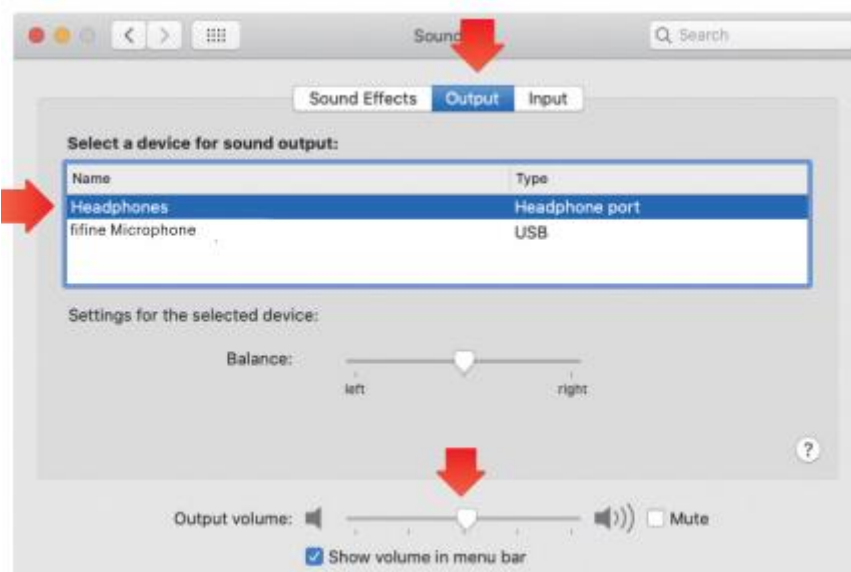 Sound
Search
Sound Effects Output Input
Select a device for sound output:
Name Type
Headphones Headphone port
fifine Microphone USB
Settings for the selected device:
Balance:
left right
?
Output volume: Mute
Show volume in menu bar